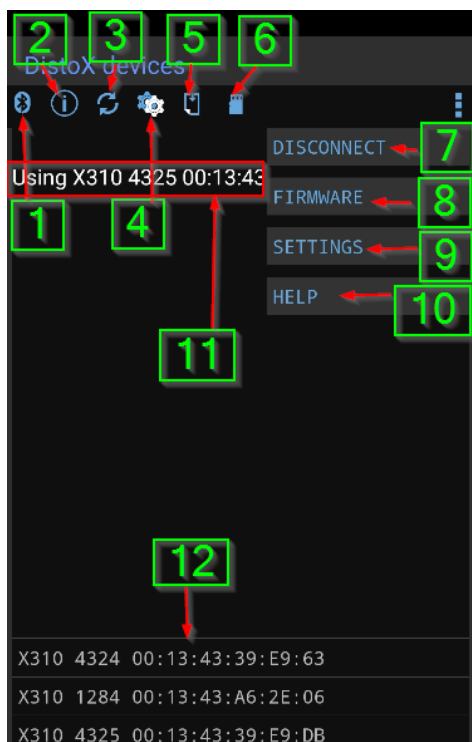 2 3 5 6
DistoX devices
DISCONNECT 7
Using X310 4325 00:13:43
FIRMWARE 8
1 4
SETTINGS 9
HELP 10
11
12
X310 4324 00:13:43:39:E9:63
X310 1284 00:13:43:A6:2E:06
X310 4325 00:13:43:39:E9:DB